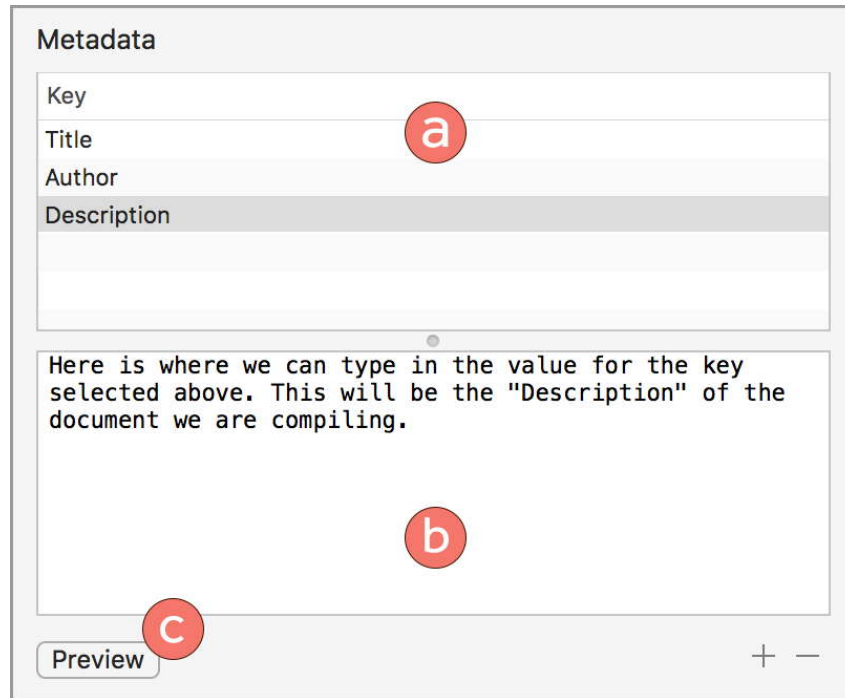 Metadata
Key
a
Title
Author
Description
Here is where we can type in the value for the key
selected above. This will be the "Description" of the
document we are compiling.
b
c
Preview
+ −